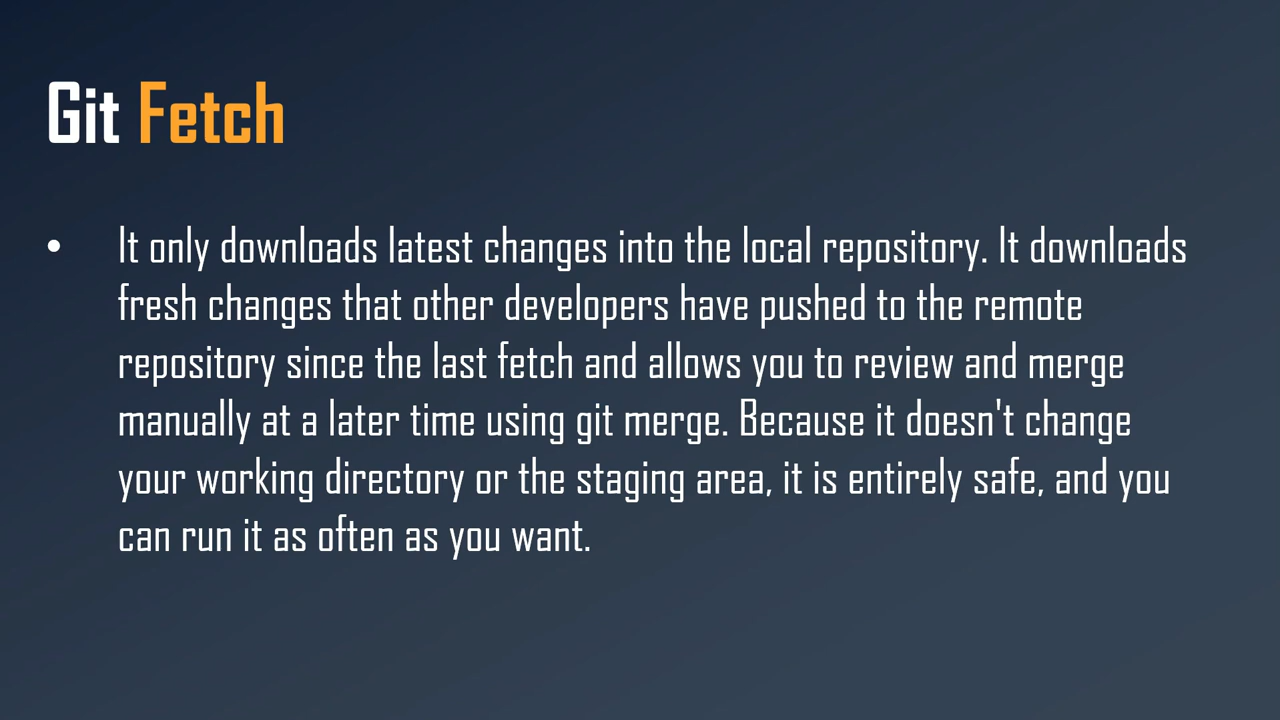 Git Fetch
• It only downloads latest changes into the local repository. It downloads
fresh changes that other developers have pushed to the remote
repository since the last fetch and allows you to review and merge
manually at a later time using git merge. Because it doesn't change
your working directory or the staging area, it is entirely safe, and you
can run it as often as you want.